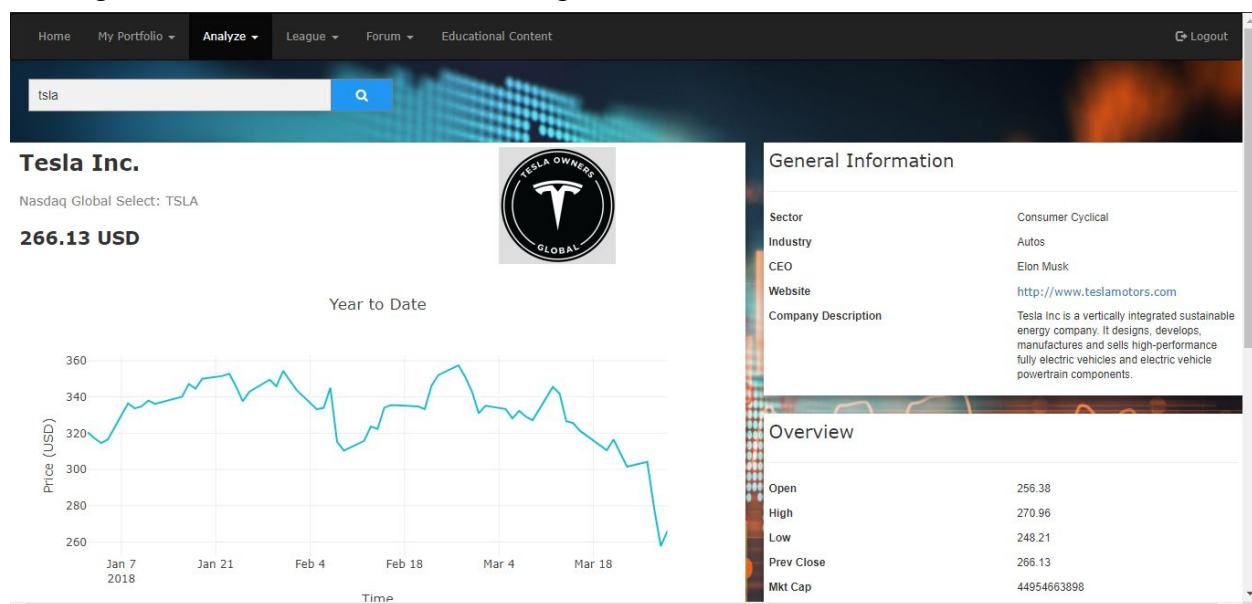 Home My Portfolio Analyze League Forum Educational Content Logout
tsla
Tesla Inc.
Nasdaq Global Select: TSLA
266.13 USD
TESLA OWNERS
GLOBAL
Year to Date
Price (USD)
360
340
320
300
280
260
Jan 7 Jan 21 Feb 4 Feb 18 Mar 4 Mar 18
2018
Time
General Information
Sector Consumer Cyclical
Industry Autos
CEO Elon Musk
Website http://www.teslamotors.com
Company Description Tesla Inc is a vertically integrated sustainable
energy company. It designs, develops,
manufactures and sells high-performance
fully electric vehicles and electric vehicle
powertrain components.
Overview
Open 256.38
High 270.96
Low 248.21
Prev Close 266.13
Mkt Cap 44954663898